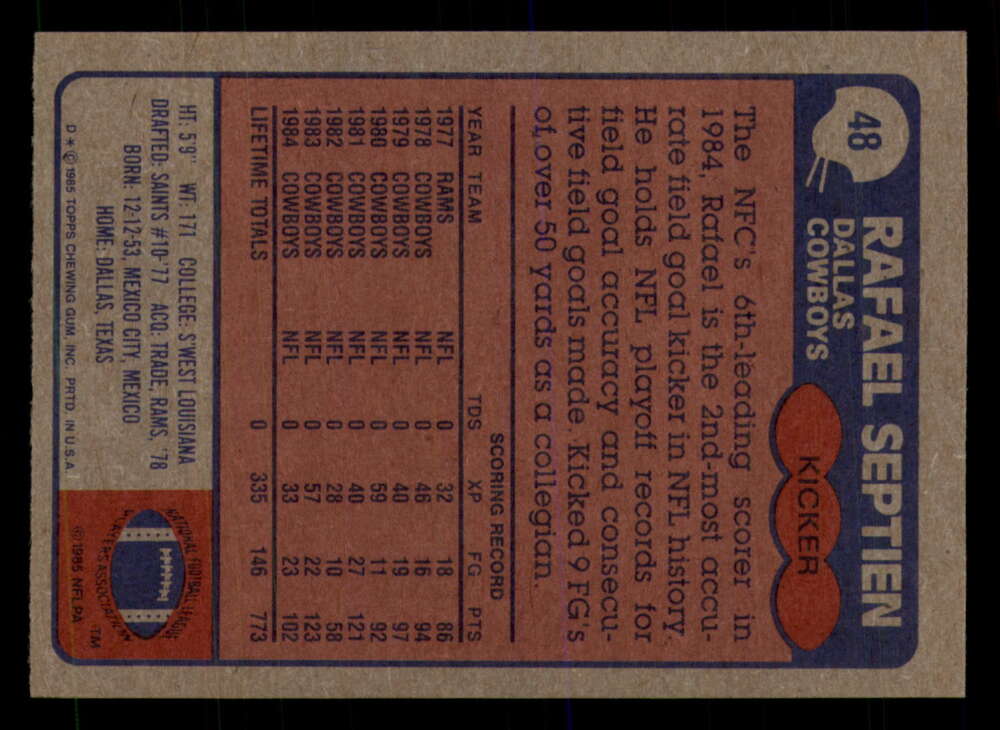 48
RAFAEL SEPTIEN
DALLAS
COWBOYS
KICKER
The NFC's 6th-leading scorer in
1984, Rafael is the 2nd-most accu-
rate field goal kicker in NFL history.
He holds NFL playoff records for
field goal accuracy and consecu-
tive field goals made. Kicked 9 FG's
of over 50 yards as a collegian.
SCORING RECORD
YEAR TEAM TDS XP FG PTS
1977 RAMS NFL 0 32 18 86
1978 COWBOYS NFL 0 46 16 94
1979 COWBOYS NFL 0 40 19 97
1980 COWBOYS NFL 0 59 11 92
1981 COWBOYS NFL 0 40 27 121
1982 COWBOYS NFL 0 28 10 58
1983 COWBOYS NFL 0 57 22 123
1984 COWBOYS NFL 0 33 23 102
LIFETIME TOTALS 0 335 146 773
HT: 5'9" WT: 171 COLLEGE: S'WEST LOUISIANA
DRAFTED: SAINTS #10-'77 ACQ: TRADE, RAMS, '78
BORN: 12-12-53, MEXICO CITY, MEXICO
HOME: DALLAS, TEXAS
D * © 1985 TOPPS CHEWING GUM, INC. PRTD. IN U.S.A.
NATIONAL FOOTBALL LEAGUE
PLAYERS ASSOCIATION
TM
© 1985 NFL PA